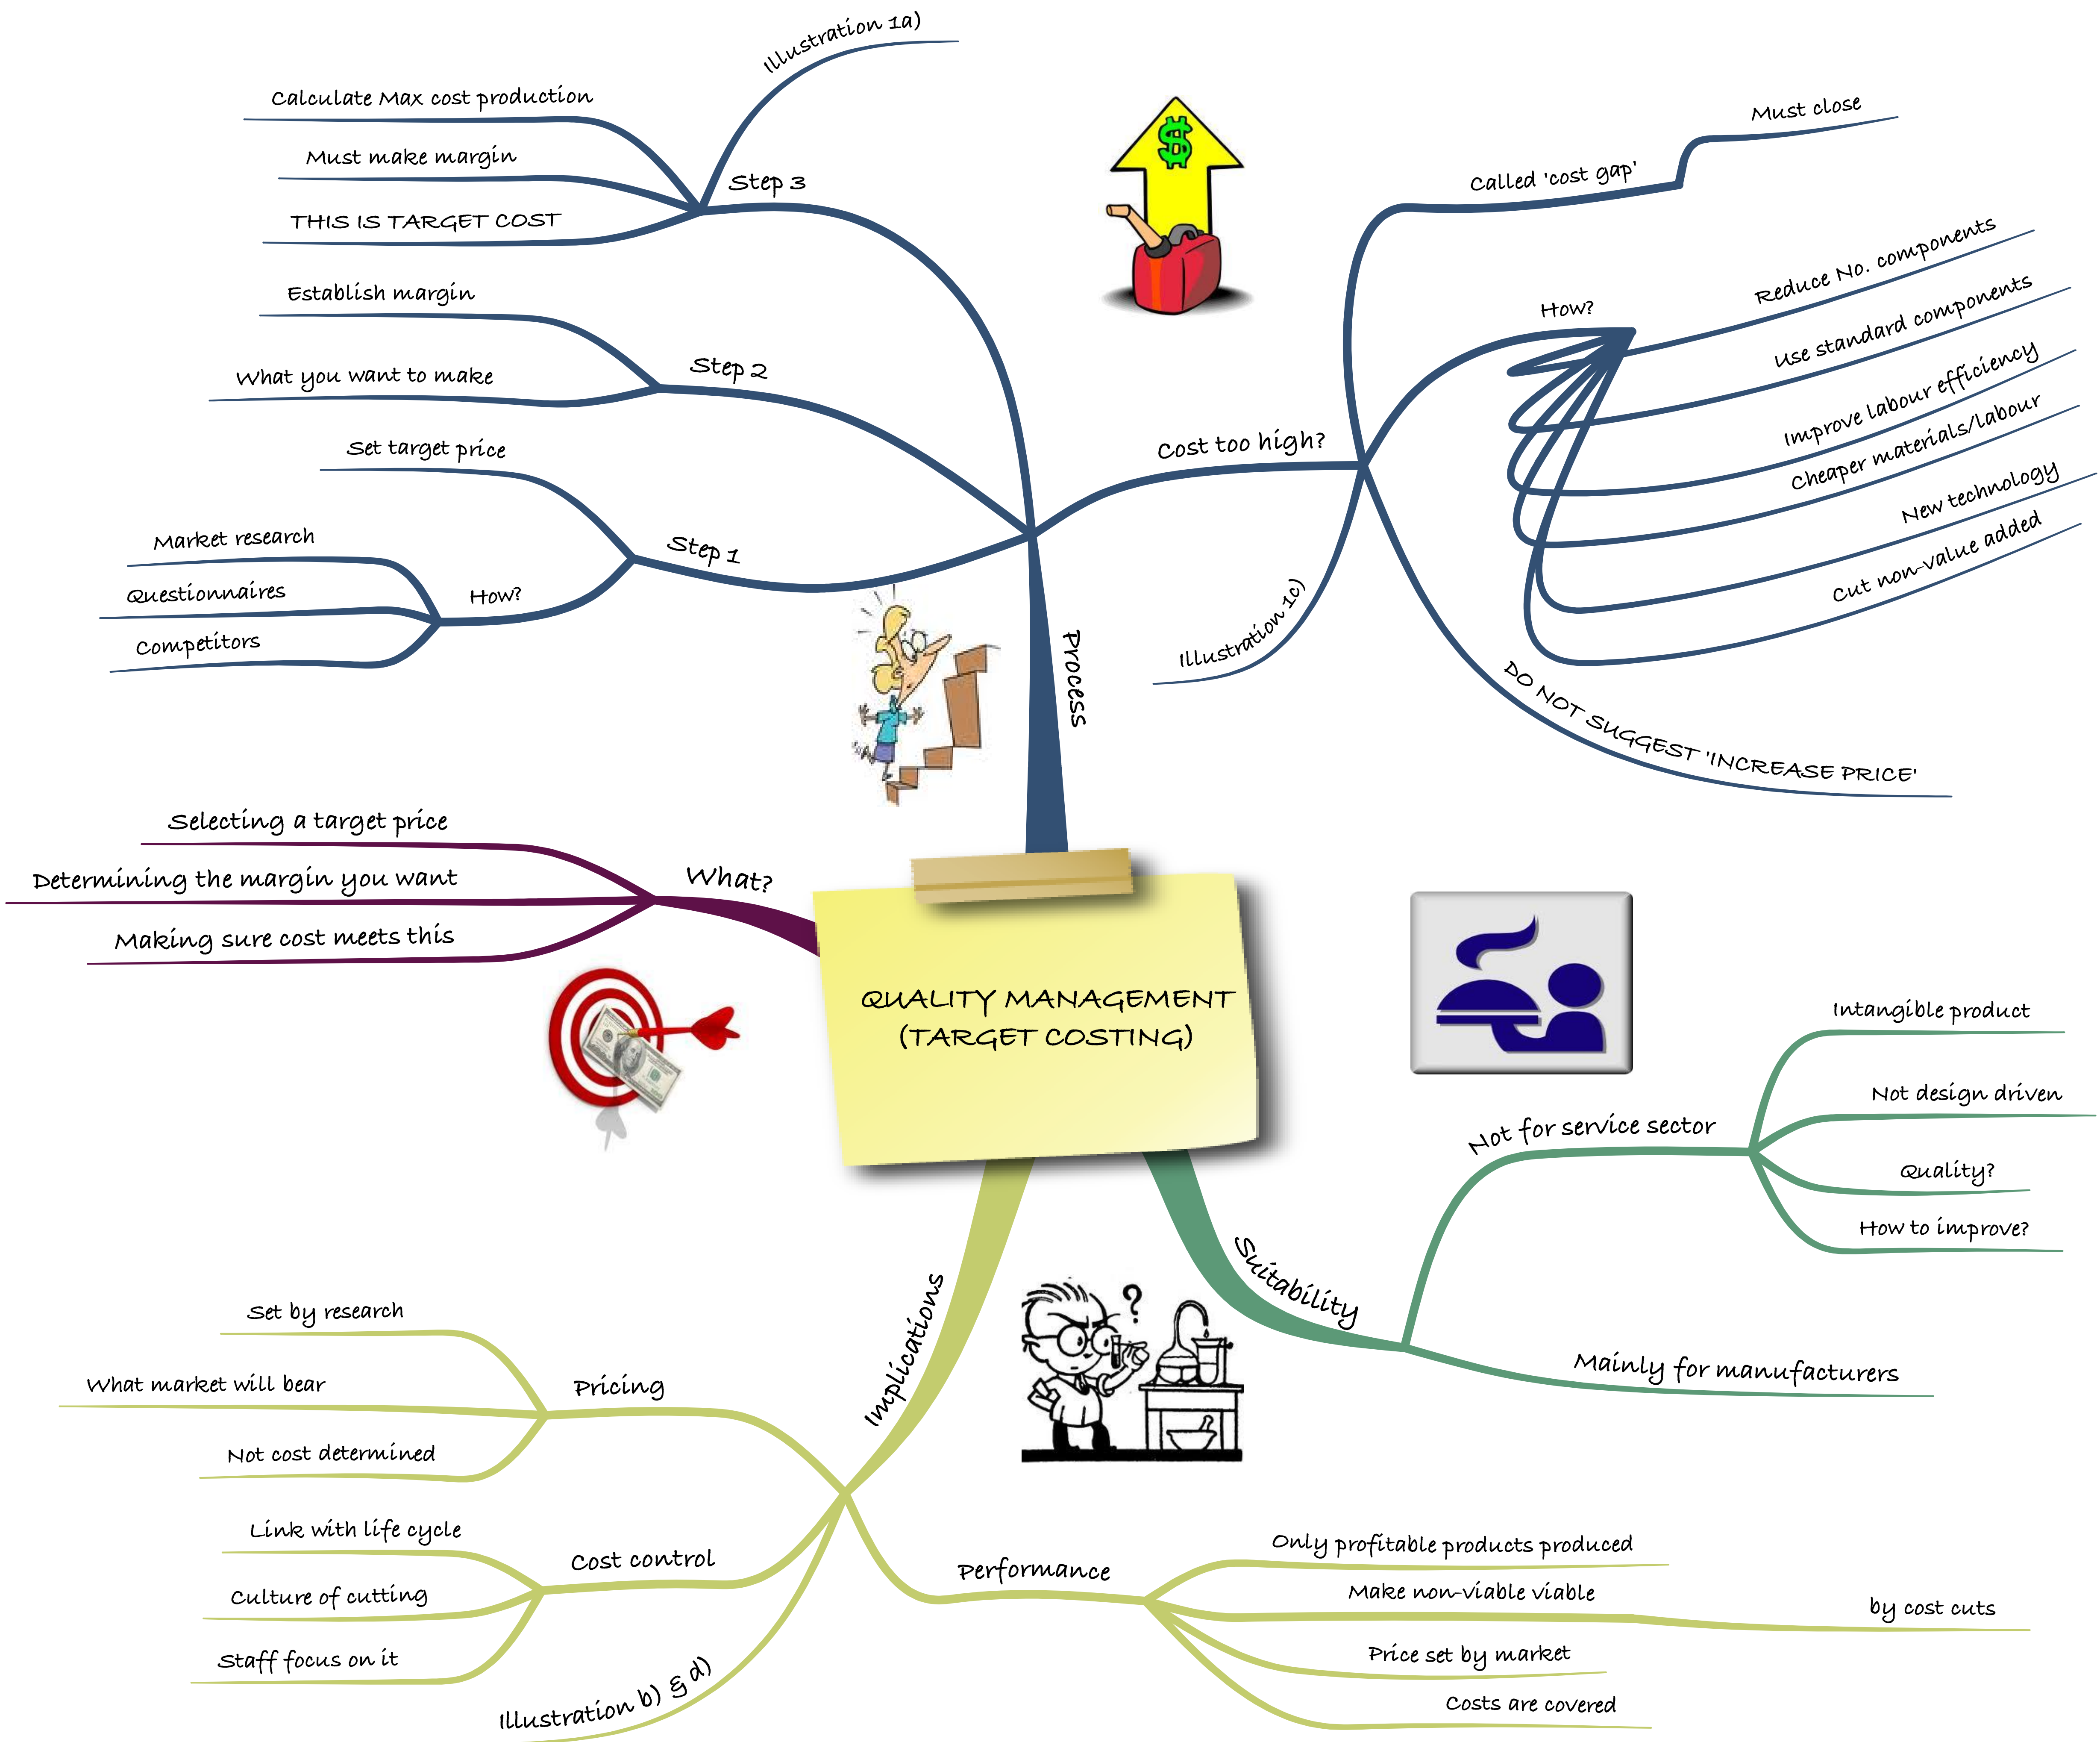 Illustration 1a)
Calculate Max cost production
Must make margin
THIS IS TARGET COST
Step 3
Establish margin
What you want to make
Step 2
Set target price
Market research
Questionnaires
Competitors
How?
Step 1
Process
$
Cost too high?
Called 'cost gap'
Must close
How?
Reduce No. components
Use standard components
Improve labour efficiency
Cheaper materials/labour
New technology
Cut non-value added
Illustration 1c)
DO NOT SUGGEST 'INCREASE PRICE'
What?
Selecting a target price
Determining the margin you want
Making sure cost meets this
QUALITY MANAGEMENT
(TARGET COSTING)
Suitability
Not for service sector
Intangible product
Not design driven
Quality?
How to improve?
Mainly for manufacturers
?
Implications
Pricing
Set by research
What market will bear
Not cost determined
Cost control
Link with life cycle
Culture of cutting
Staff focus on it
Illustration b) & d)
Performance
Only profitable products produced
Make non-viable viable
by cost cuts
Price set by market
Costs are covered